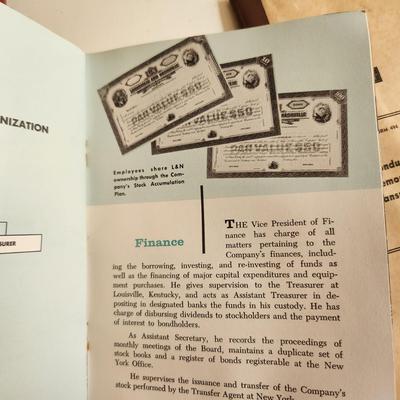 NIZATION
SURER
PAR VALUE $50
PAR VALUE $50
PAR VALUE $50
Employees share L&N
ownership through the Com-
pany's Stock Accumulation
Plan.
Finance
THE Vice President of Fi-
nance has charge of all
matters pertaining to the
Company's finances, includ-
ing the borrowing, investing, and re-investing of funds as
well as the financing of major capital expenditures and equip-
ment purchases. He gives supervision to the Treasurer at
Louisville, Kentucky, and acts as Assistant Treasurer in de-
positing in designated banks the funds in his custody. He has
charge of disbursing dividends to stockholders and the payment
of interest to bondholders.
As Assistant Secretary, he records the proceedings of
monthly meetings of the Board, maintains a duplicate set of
stock books and a register of bonds registerable at the New
York Office.
He supervises the issuance and transfer of the Company's
stock performed by the Transfer Agent at New York